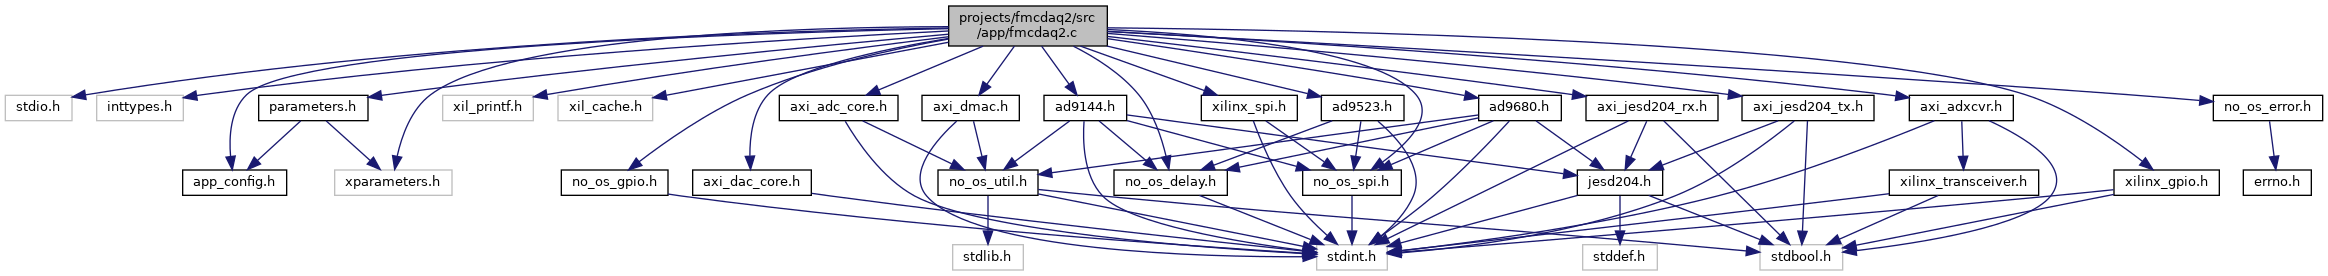 projects/fmcdaq2/src
/app/fmcdaq2.c
stdio.h
inttypes.h
parameters.h
xil_printf.h
xil_cache.h
axi_adc_core.h
axi_dmac.h
ad9144.h
xilinx_spi.h
ad9523.h
ad9680.h
axi_jesd204_rx.h
axi_jesd204_tx.h
axi_adxcvr.h
no_os_error.h
app_config.h
xparameters.h
no_os_gpio.h
axi_dac_core.h
no_os_util.h
no_os_delay.h
no_os_spi.h
jesd204.h
xilinx_transceiver.h
xilinx_gpio.h
errno.h
stdlib.h
stdint.h
stddef.h
stdbool.h